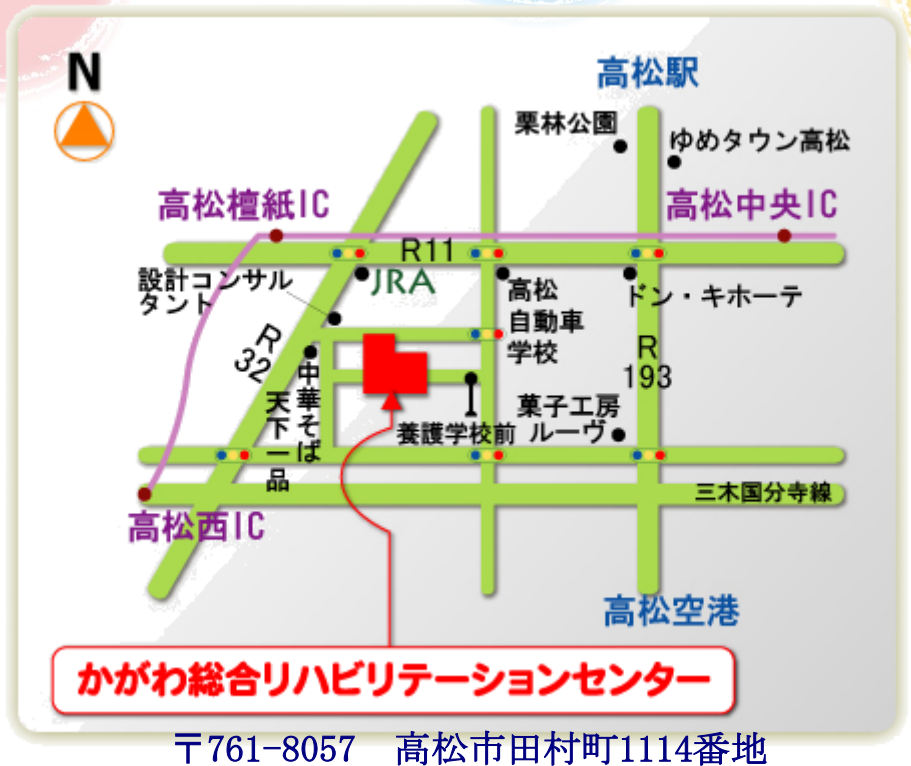 N
高松駅
栗林公園
ゆめタウン高松
高松檀紙IC
高松中央IC
R11
設計コンサル
タント
JRA
高松
自動車
学校
ドン・キホーテ
R
32
R
193
中華そば
天下一品
菓子工房
ルーヴ
養護学校前
三木国分寺線
高松西IC
高松空港
かがわ総合リハビリテーションセンター
〒761-8057　高松市田村町1114番地